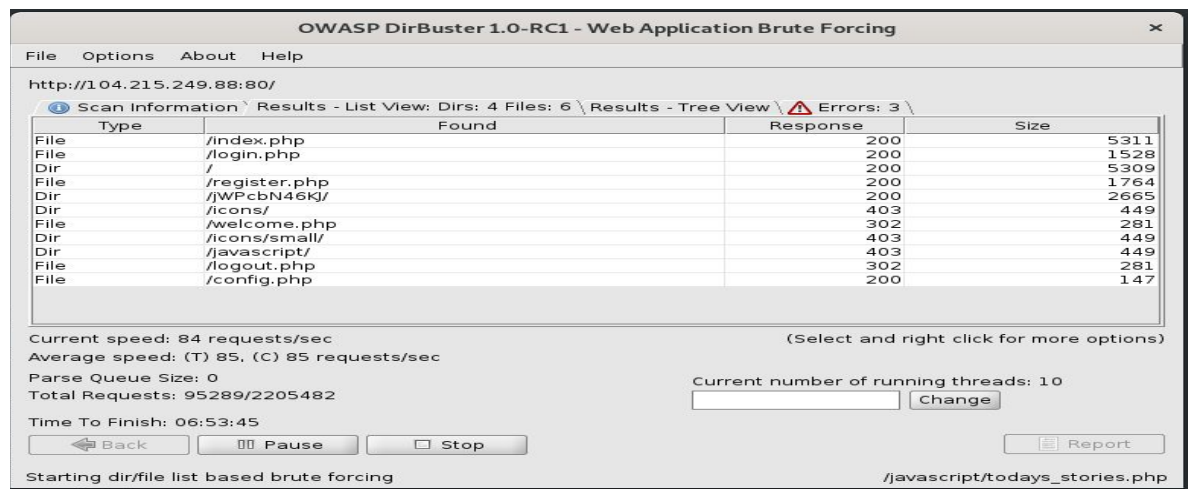 OWASP DirBuster 1.0-RC1 - Web Application Brute Forcing ×
File Options About Help
http://104.215.249.88:80/
Scan Information Results - List View: Dirs: 4 Files: 6 Results - Tree View Errors: 3
Type Found Response Size
File /index.php 200 5311
File /login.php 200 1528
Dir / 200 5309
File /register.php 200 1764
Dir /jWPcbN46KJ/ 200 2665
Dir /icons/ 403 449
File /welcome.php 302 281
Dir /icons/small/ 403 449
Dir /javascript/ 403 449
File /logout.php 302 281
File /config.php 200 147
Current speed: 84 requests/sec (Select and right click for more options)
Average speed: (T) 85, (C) 85 requests/sec
Parse Queue Size: 0 Current number of running threads: 10
Total Requests: 95289/2205482 Change
Time To Finish: 06:53:45
Back Pause Stop Report
Starting dir/file list based brute forcing /javascript/todays_stories.php